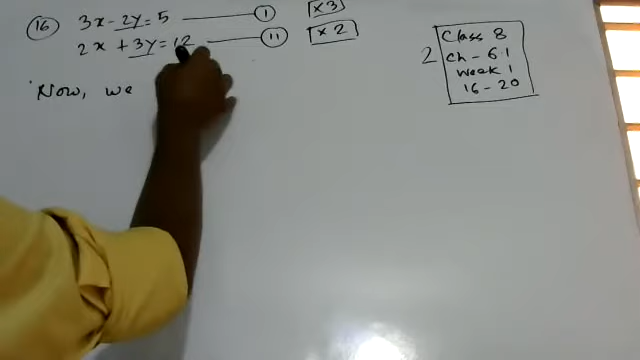 16 3x - 2y = 5 ——— I ×3
2x + 3y = 12 ——— II ×2
Now, we
2
Class 8
Ch - 6.1
Week 1
16 - 20